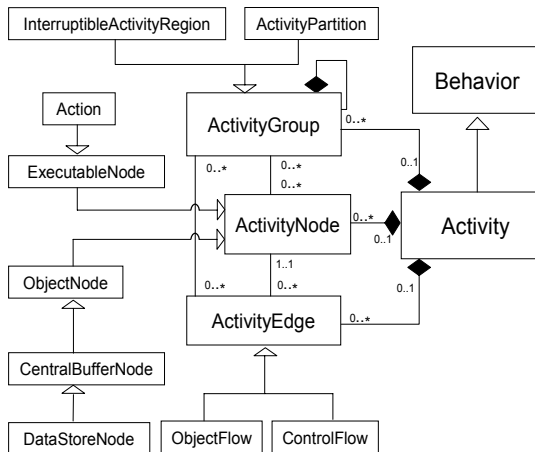 InterruptibleActivityRegion
ActivityPartition
Behavior
Action
ActivityGroup
0..*
0..1
0..*
0..*
0..*
ExecutableNode
ActivityNode
0..*
0..1
Activity
1..1
0..1
ObjectNode
0..*
0..*
ActivityEdge
0..*
CentralBufferNode
DataStoreNode
ObjectFlow
ControlFlow